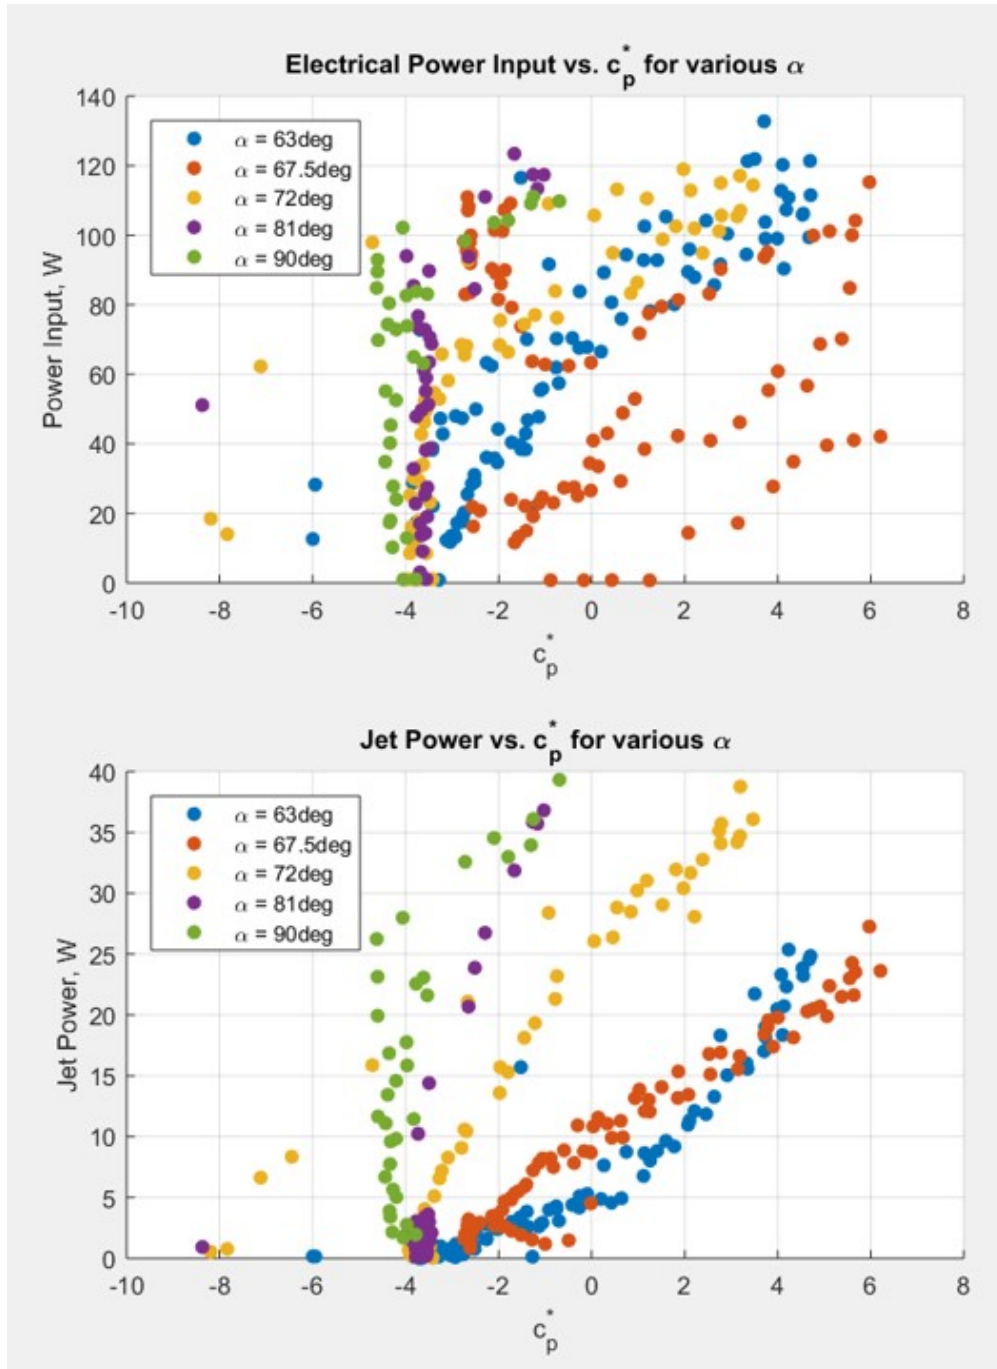 Electrical Power Input vs. c*p for various α
140
120
100
80
60
40
20
0
Power Input, W
α = 63deg
α = 67.5deg
α = 72deg
α = 81deg
α = 90deg
-10 -8 -6 -4 -2 0 2 4 6 8
c*p
Jet Power vs. c*p for various α
40
35
30
25
20
15
10
5
0
Jet Power, W
α = 63deg
α = 67.5deg
α = 72deg
α = 81deg
α = 90deg
-10 -8 -6 -4 -2 0 2 4 6 8
c*p